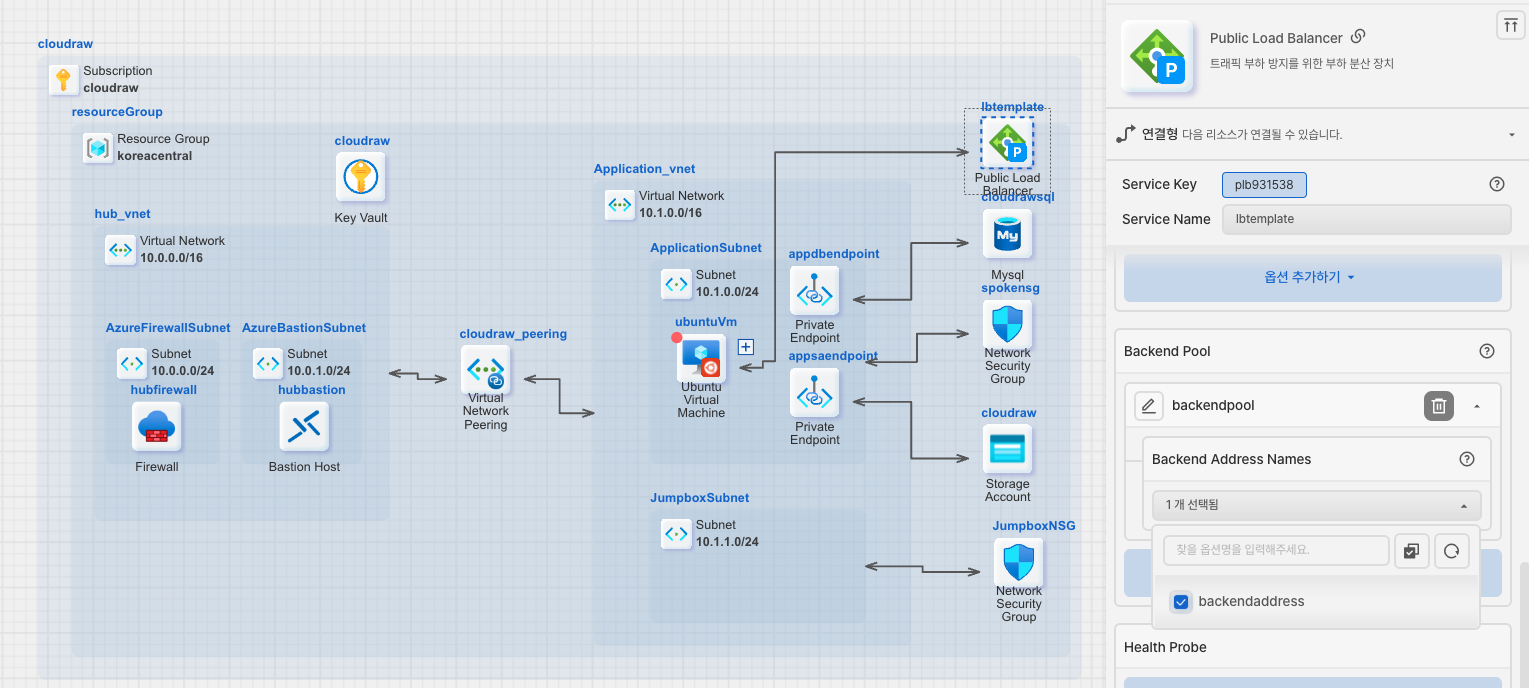 cloudraw
Subscription
cloudraw
resourceGroup
Resource Group
koreacentral
cloudraw
Key Vault
hub_vnet
Virtual Network
10.0.0.0/16
AzureFirewallSubnet
Subnet
10.0.0.0/24
hubfirewall
Firewall
AzureBastionSubnet
Subnet
10.0.1.0/24
hubbastion
Bastion Host
cloudraw_peering
Virtual
Network
Peering
Application_vnet
Virtual Network
10.1.0.0/16
ApplicationSubnet
Subnet
10.1.0.0/24
ubuntuVm
Ubuntu
Virtual
Machine
appdbendpoint
Private
Endpoint
appsaendpoint
Private
Endpoint
JumpboxSubnet
Subnet
10.1.1.0/24
lbtemplate
P
Public Load
Balancer
cloudrawsql
My
Mysql
spokensg
Network
Security
Group
cloudraw
Storage
Account
JumpboxNSG
Network
Security
Group
P
Public Load Balancer
트래픽 부하 방지를 위한 부하 분산 장치
연결형 다음 리소스가 연결될 수 있습니다.
Service Key
plb931538
Service Name
lbtemplate
옵션 추가하기
Backend Pool
backendpool
Backend Address Names
1 개 선택됨
찾을 옵션명을 입력해주세요.
backendaddress
Health Probe